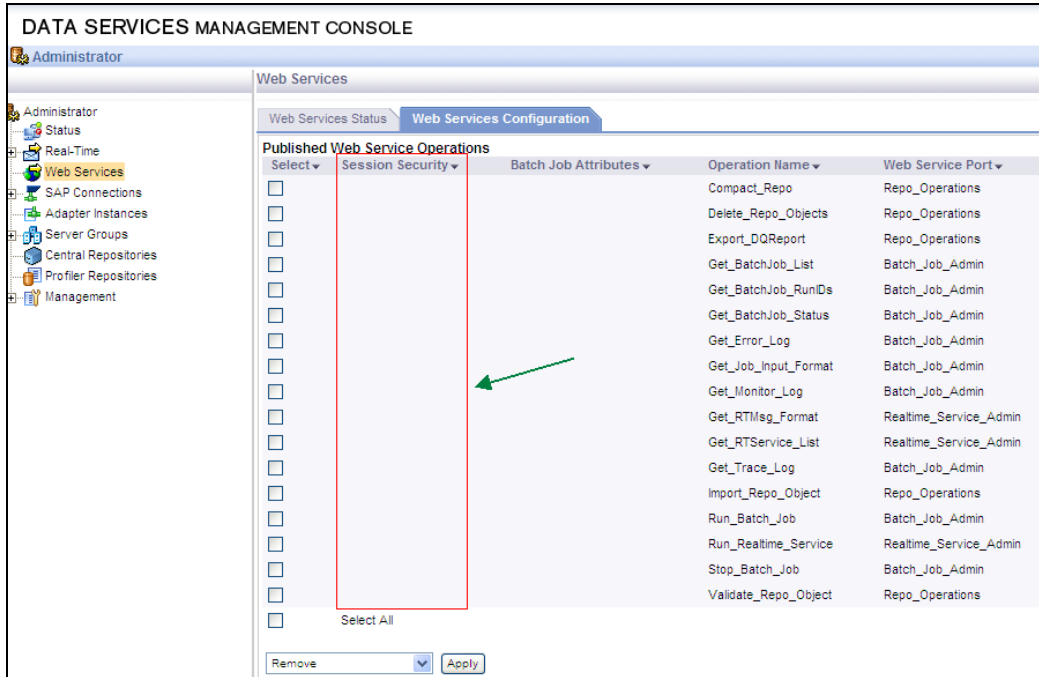 DATA SERVICES MANAGEMENT CONSOLE
Administrator
Web Services
Administrator
Status
Real-Time
Web Services
SAP Connections
Adapter Instances
Server Groups
Central Repositories
Profiler Repositories
Management
Web Services Status Web Services Configuration
Published Web Service Operations
Select Session Security Batch Job Attributes Operation Name Web Service Port
Compact_Repo Repo_Operations
Delete_Repo_Objects Repo_Operations
Export_DQReport Repo_Operations
Get_BatchJob_List Batch_Job_Admin
Get_BatchJob_RunIDs Batch_Job_Admin
Get_BatchJob_Status Batch_Job_Admin
Get_Error_Log Batch_Job_Admin
Get_Job_Input_Format Batch_Job_Admin
Get_Monitor_Log Batch_Job_Admin
Get_RTMsg_Format Realtime_Service_Admin
Get_RTService_List Realtime_Service_Admin
Get_Trace_Log Batch_Job_Admin
Import_Repo_Object Repo_Operations
Run_Batch_Job Batch_Job_Admin
Run_Realtime_Service Realtime_Service_Admin
Stop_Batch_Job Batch_Job_Admin
Validate_Repo_Object Repo_Operations
Select All
Remove Apply